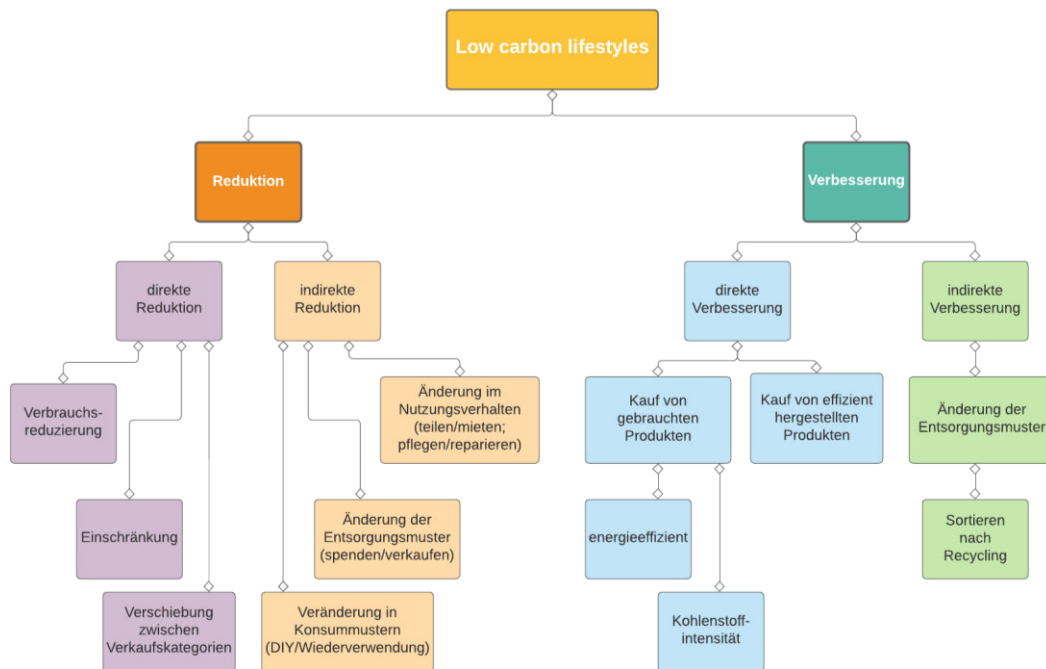 Low carbon lifestyles
Reduktion
Verbesserung
direkte
Reduktion
indirekte
Reduktion
direkte
Verbesserung
indirekte
Verbesserung
Verbrauchs-
reduzierung
Änderung im
Nutzungsverhalten
(teilen/mieten;
pflegen/reparieren)
Kauf von
gebrauchten
Produkten
Kauf von effizient
hergestellten
Produkten
Änderung der
Entsorgungsmuster
Einschränkung
Änderung der
Entsorgungsmuster
(spenden/verkaufen)
energieeffizient
Sortieren
nach
Recycling
Verschiebung
zwischen
Verkaufskategorien
Veränderung in
Konsummustern
(DIY/Wiederverwendung)
Kohlenstoff-
intensität